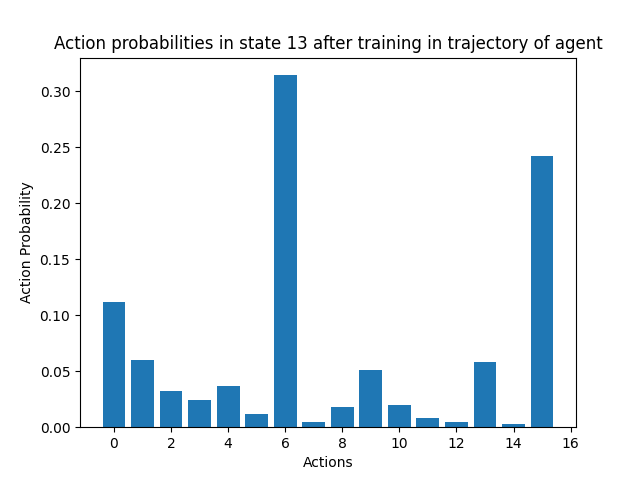 Action probabilities in state 13 after training in trajectory of agent
Action Probability
0.30
0.25
0.20
0.15
0.10
0.05
0.00
0 2 4 6 8 10 12 14 16
Actions